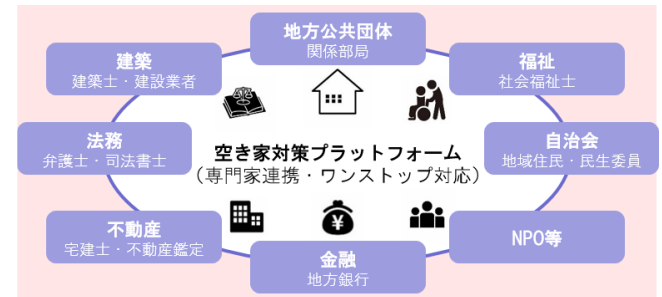 地方公共団体
関係部局
建築
建築士・建設業者
福祉
社会福祉士
法務
弁護士・司法書士
空き家対策プラットフォーム
（専門家連携・ワンストップ対応）
自治会
地域住民・民生委員
不動産
宅建士・不動産鑑定
NPO等
金融
地方銀行